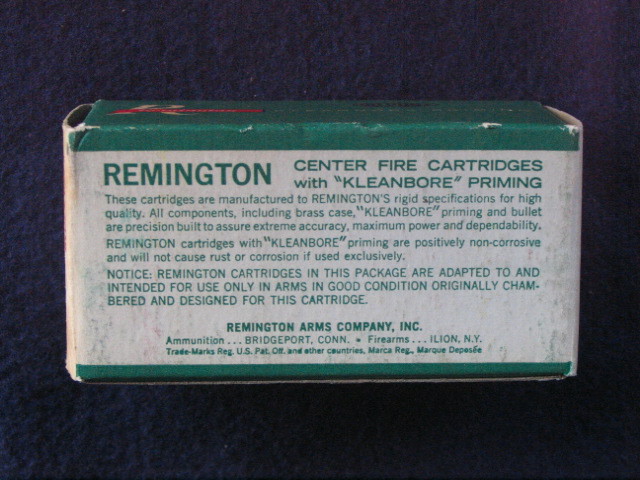 REMINGTON CENTER FIRE CARTRIDGES
with "KLEANBORE" PRIMING
These cartridges are manufactured to REMINGTON'S rigid specifications for high
quality. All components, including brass case, "KLEANBORE" priming and bullet
are precision built to assure extreme accuracy, maximum power and dependability.
REMINGTON cartridges with "KLEANBORE" priming are positively non-corrosive
and will not cause rust or corrosion if used exclusively.
NOTICE: REMINGTON CARTRIDGES IN THIS PACKAGE ARE ADAPTED TO AND
INTENDED FOR USE ONLY IN ARMS IN GOOD CONDITION ORIGINALLY CHAM-
BERED AND DESIGNED FOR THIS CARTRIDGE.
REMINGTON ARMS COMPANY, INC.
Ammunition... BRIDGEPORT, CONN. • Firearms... ILION, N.Y.
Trade-Marks Reg. U.S. Pat. Off. and other countries, Marca Reg., Marque Deposée